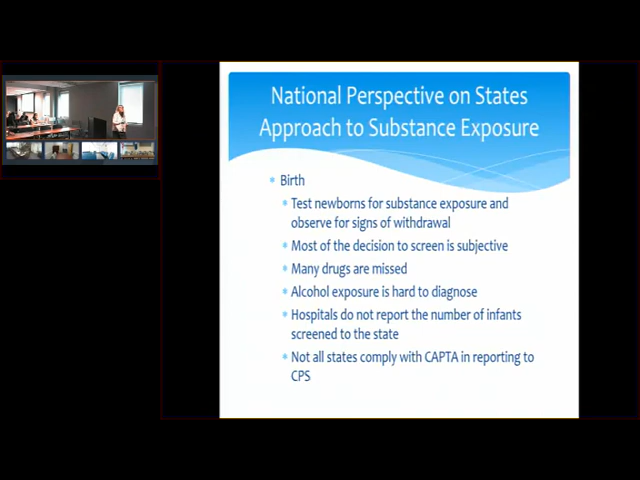 National Perspective on States
Approach to Substance Exposure
Birth
Test newborns for substance exposure and
observe for signs of withdrawal
Most of the decision to screen is subjective
Many drugs are missed
Alcohol exposure is hard to diagnose
Hospitals do not report the number of infants
screened to the state
Not all states comply with CAPTA in reporting to
CPS